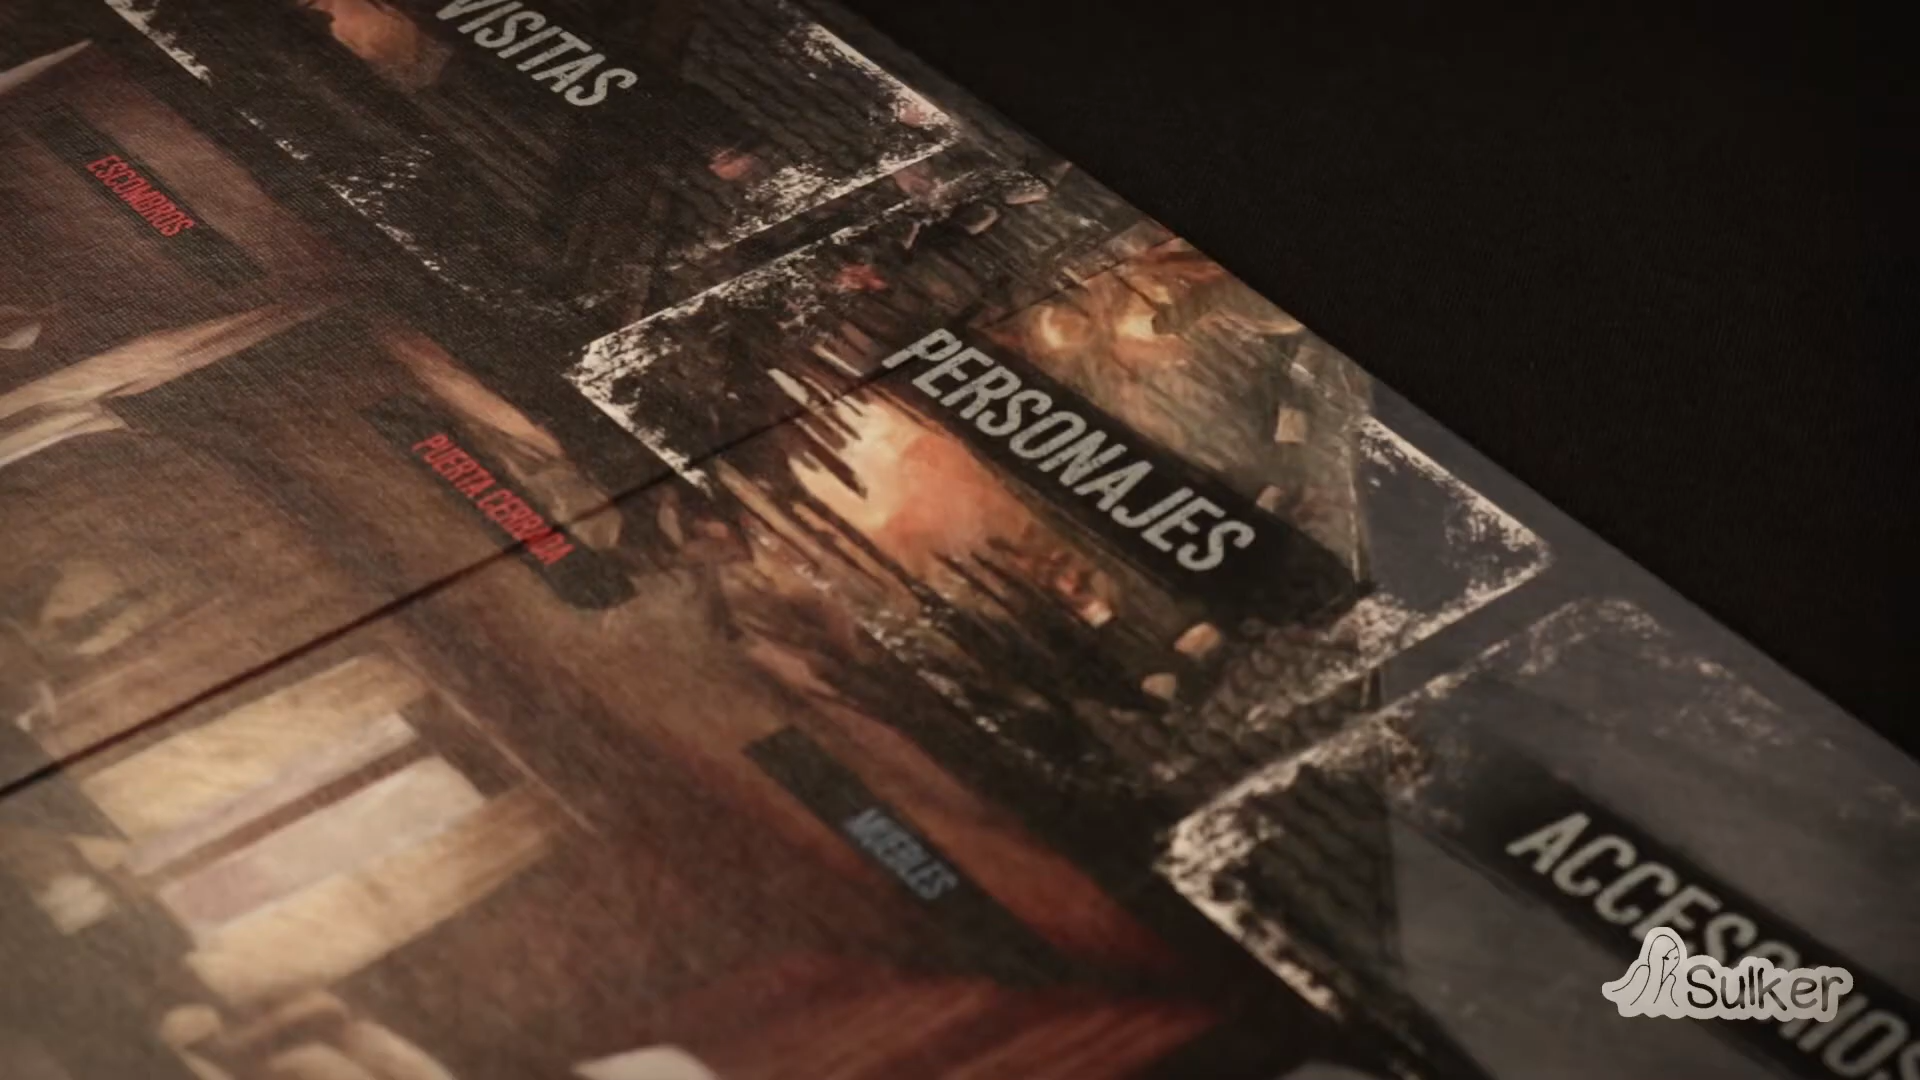 VISITAS
ESCOMBROS
PERSONAJES
PUERTA CERRADA
MUEBLES
ACCESORIOS
Sulker